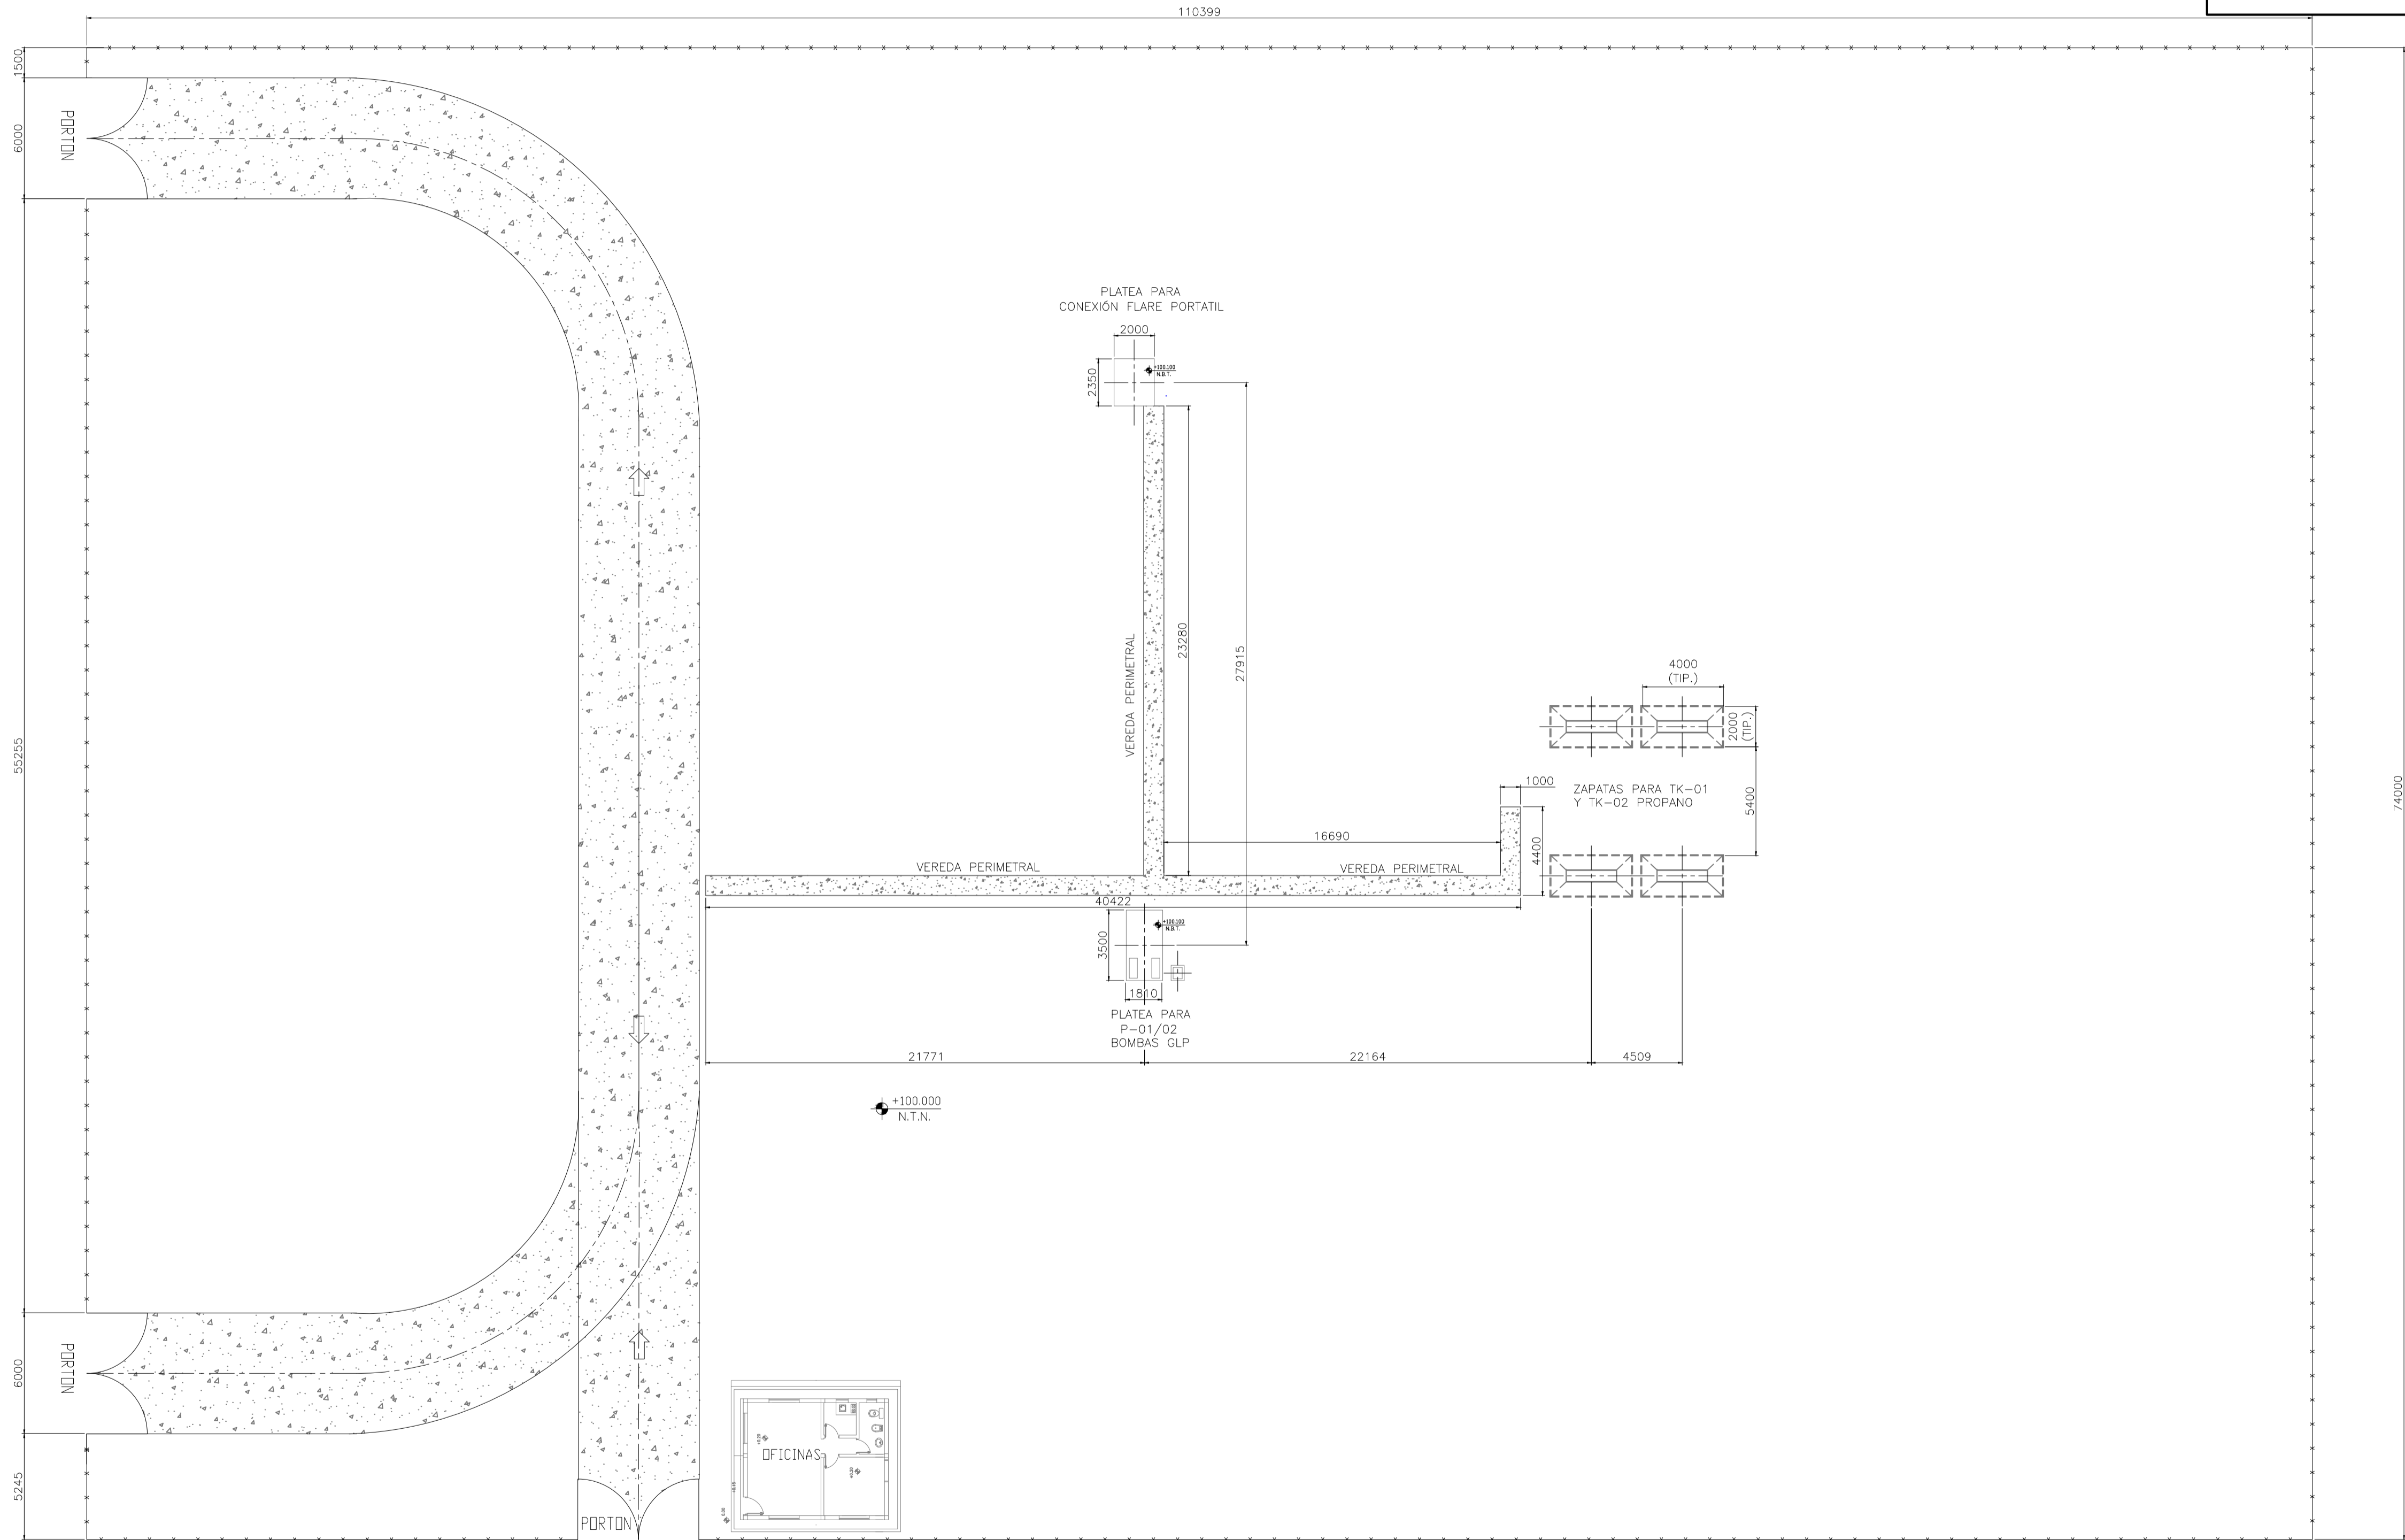 110399
1500
6000
PORTON
55255
PLATEA PARA
CONEXIÓN FLARE PORTATIL
2000
2350
+100.100
N.B.T.
VEREDA PERIMETRAL
23280
27915
4000
(TIP.)
2000
(TIP.)
1000
ZAPATAS PARA TK-01
Y TK-02 PROPANO
5400
74000
16690
4400
VEREDA PERIMETRAL
VEREDA PERIMETRAL
40422
+100.100
N.B.T.
3500
1810
PLATEA PARA
P-01/02
BOMBAS GLP
21771
22164
4509
+100.000
N.T.N.
6000
PORTON
5245
OFICINAS
PORTON